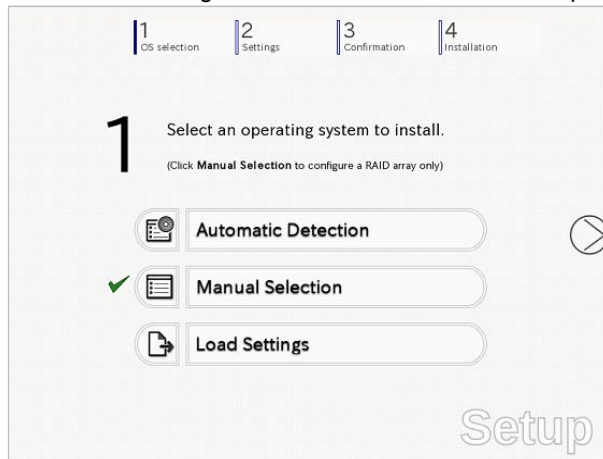 1
OS selection
2
Settings
3
Confirmation
4
Installation
1
Select an operating system to install.
(Click Manual Selection to configure a RAID array only)
Automatic Detection
Manual Selection
Load Settings
Setup